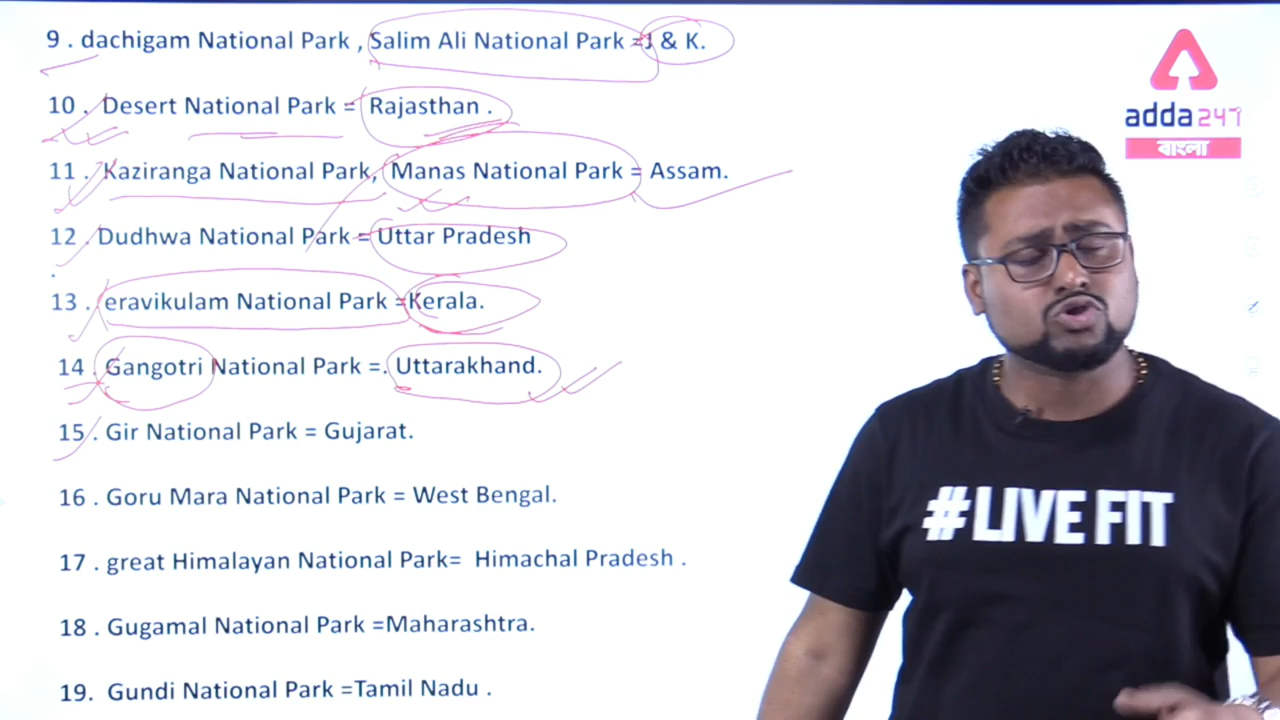 9 . dachigam National Park , Salim Ali National Park =J & K.
10 . Desert National Park = Rajasthan .
11 . Kaziranga National Park, Manas National Park = Assam.
12 . Dudhwa National Park = Uttar Pradesh
.
13 . eravikulam National Park =Kerala.
14 . Gangotri National Park =. Uttarakhand.
15 . Gir National Park = Gujarat.
16 . Goru Mara National Park = West Bengal.
17 . great Himalayan National Park=  Himachal Pradesh .
18 . Gugamal National Park =Maharashtra.
19. Gundi National Park =Tamil Nadu .
adda247
বাংলা
#LIVE FIT